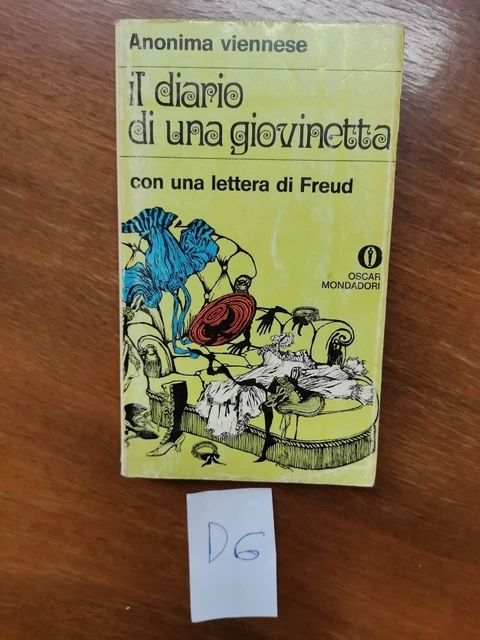 Anonima viennese
il diario
di una giovinetta
con una lettera di Freud
OSCAR
MONDADORI
D6